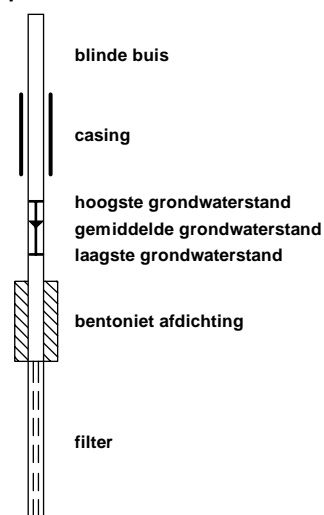 blinde buis
casing
hoogste grondwaterstand
gemiddelde grondwaterstand
laagste grondwaterstand
bentoniet afdichting
filter